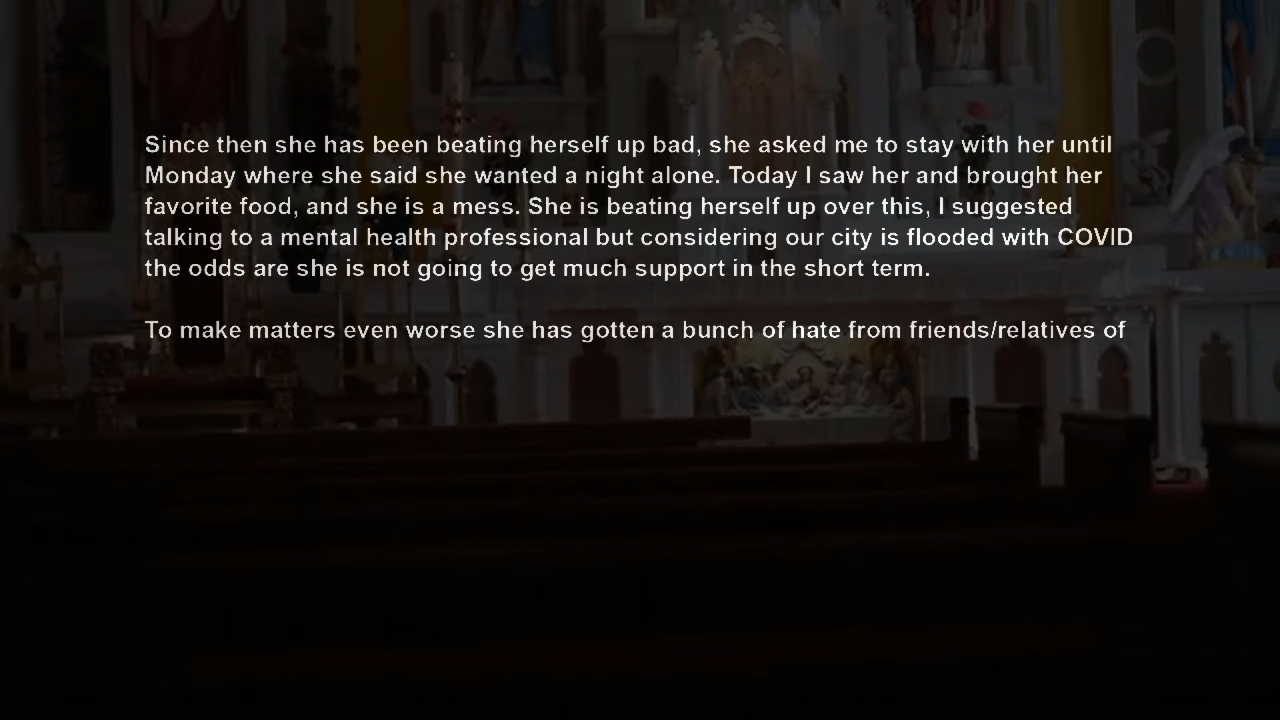 Since then she has been beating herself up bad, she asked me to stay with her until
Monday where she said she wanted a night alone. Today I saw her and brought her
favorite food, and she is a mess. She is beating herself up over this, I suggested
talking to a mental health professional but considering our city is flooded with COVID
the odds are she is not going to get much support in the short term.
To make matters even worse she has gotten a bunch of hate from friends/relatives of